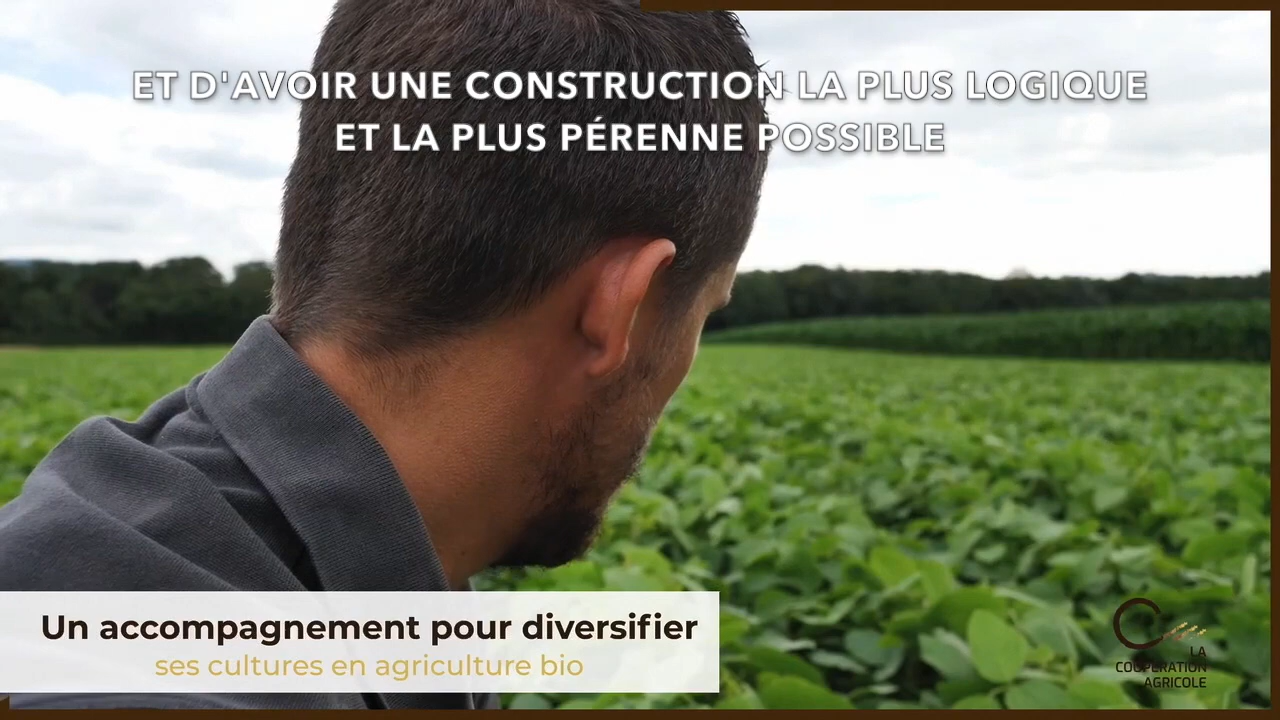 ET D'AVOIR UNE CONSTRUCTION LA PLUS LOGIQUE
ET LA PLUS PÉRENNE POSSIBLE
Un accompagnement pour diversifier
ses cultures en agriculture bio
LA
COOPÉRATION
AGRICOLE